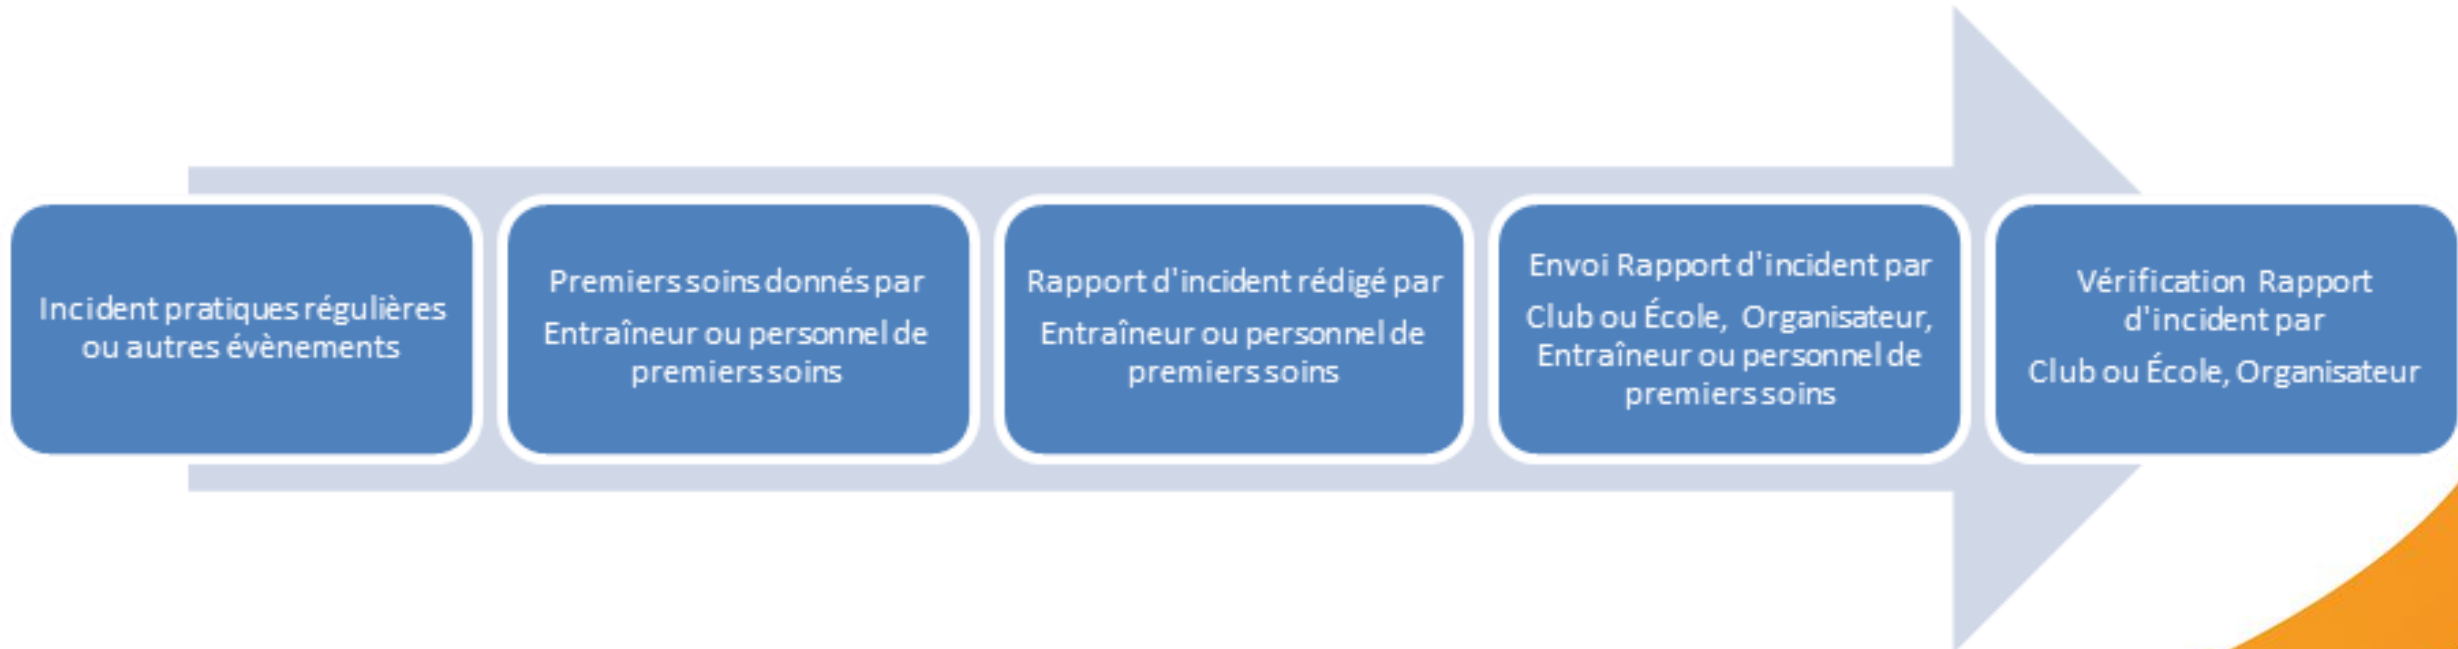 Incident pratiques régulières
ou autres évènements
Premiers soins donnés par
Entraîneur ou personnel de
premiers soins
Rapport d'incident rédigé par
Entraîneur ou personnel de
premiers soins
Envoi Rapport d'incident par
Club ou École, Organisateur,
Entraîneur ou personnel de
premiers soins
Vérification Rapport
d'incident par
Club ou École, Organisateur